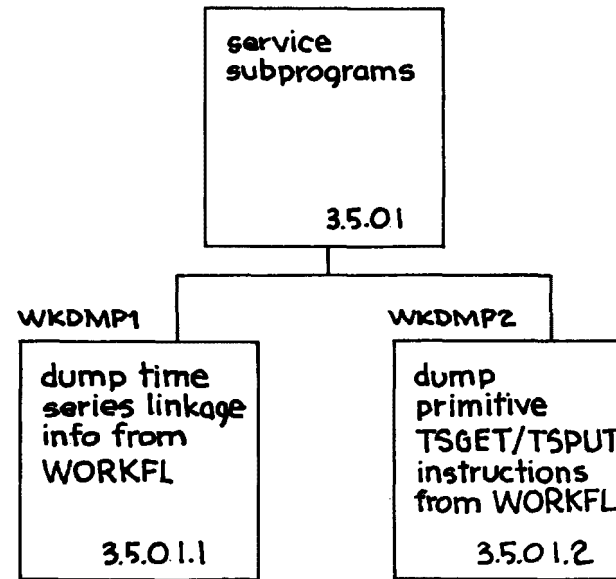 service
subprograms
3.5.01
WKDMP1
dump time
series linkage
info from
WORKFL
3.5.01.1
WKDMP2
dump
primitive
TSGET/TSPUT
instructions
from WORKFL
3.5.01.2